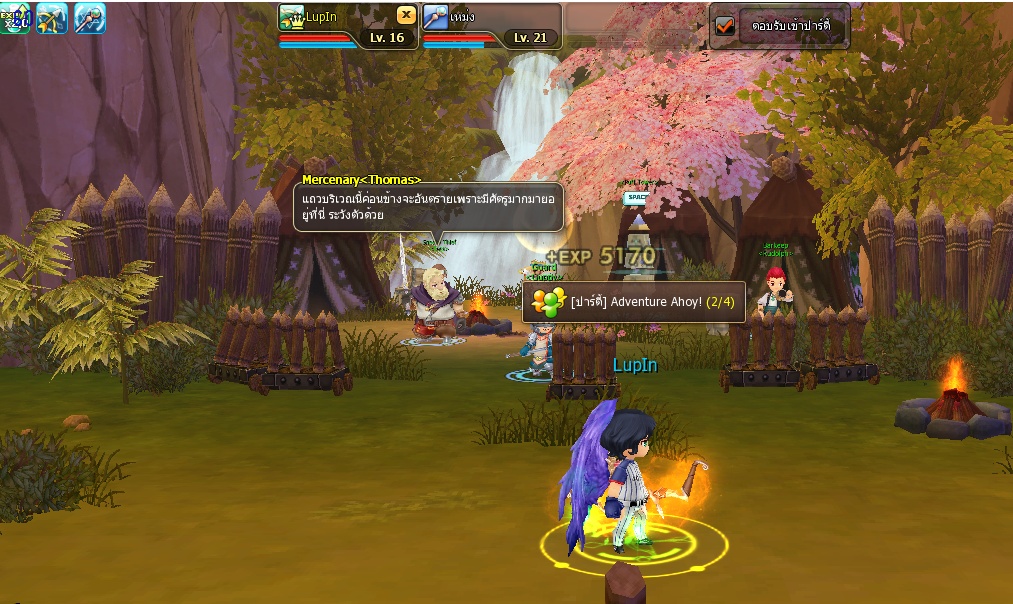 LupIn
Lv. 16
เหม่ง
Lv. 21
ตอบรับเข้าปาร์ตี้
Mercenary<Thomas>
แถวบริเวณนี้ค่อนข้างจะอันตรายเพราะมีศัตรูมากมายอ
ยู่ที่นี่ ระวังตัวด้วย
SPACE
+EXP 5170
Guard
Barkeep
<Rudolph>
[ปาร์ตี้] Adventure Ahoy! (2/4)
LupIn